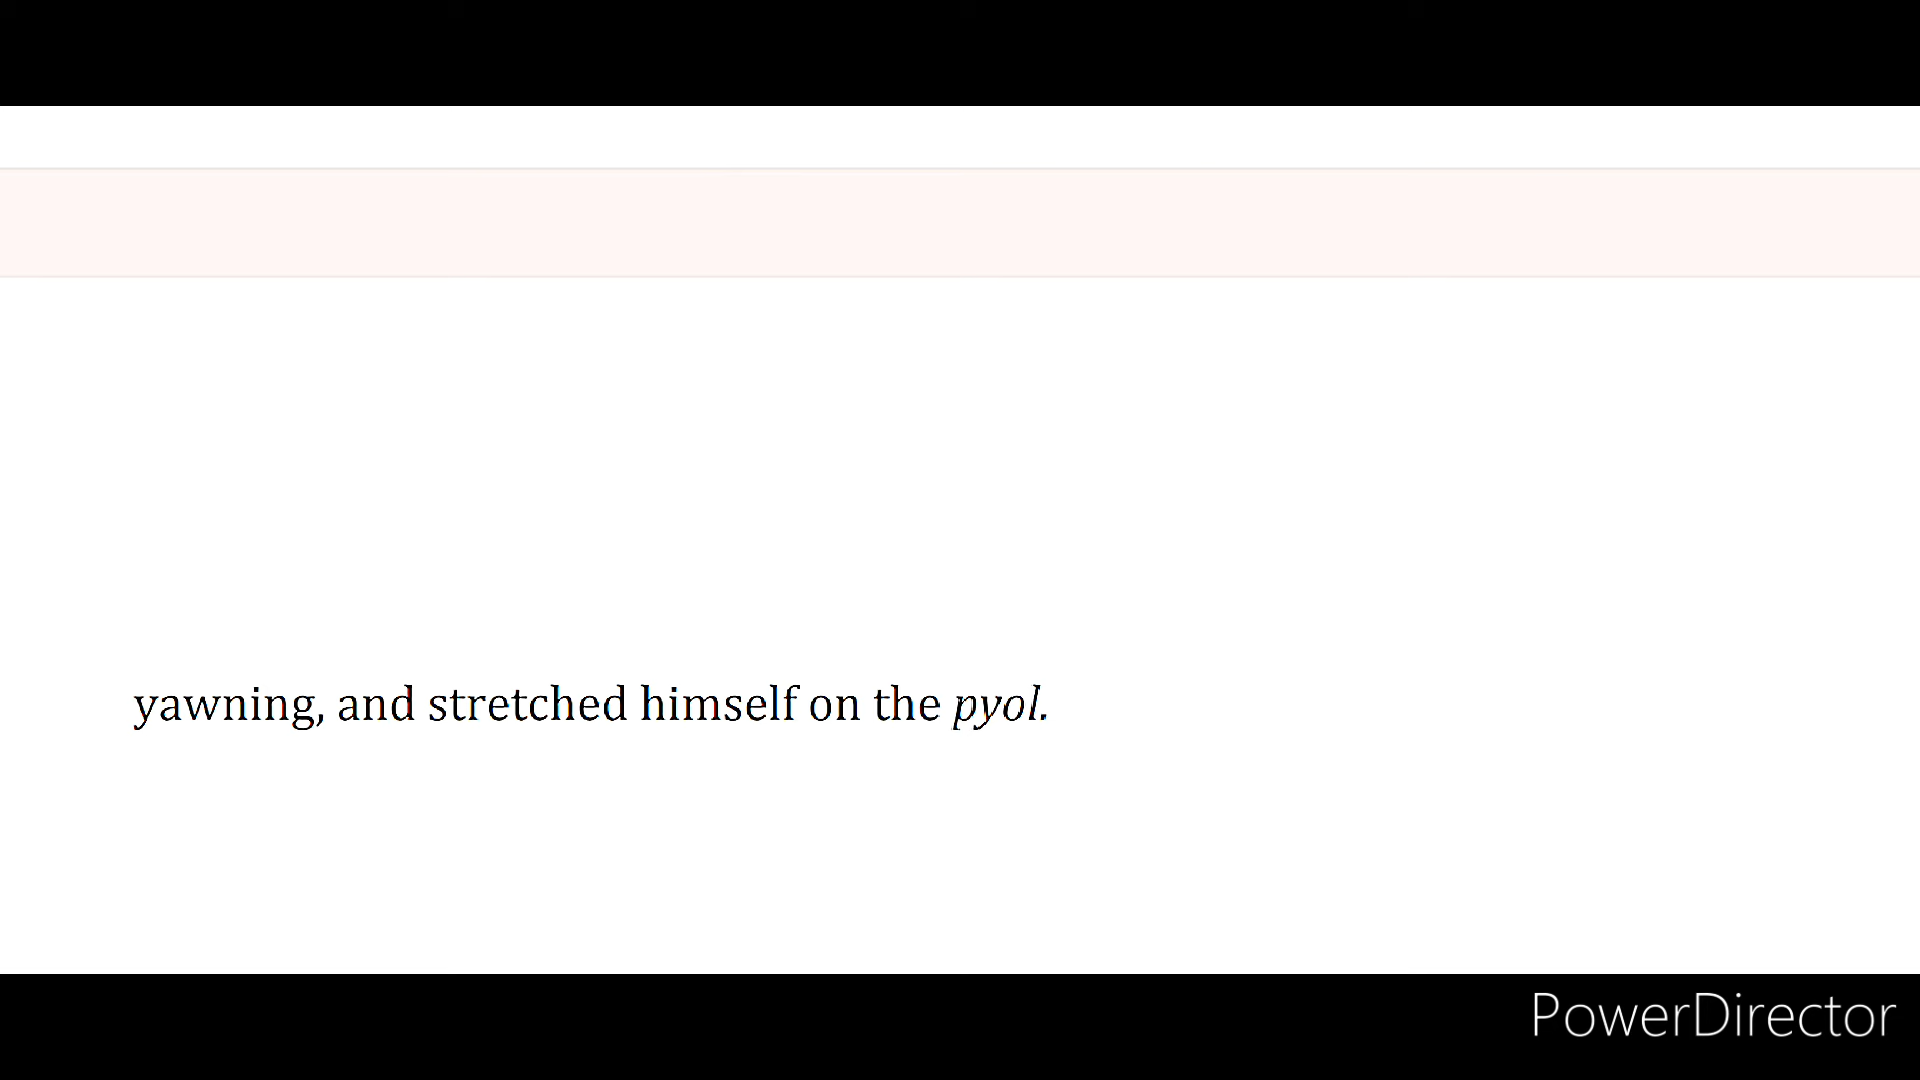 yawning, and stretched himself on the pyol.
PowerDirector